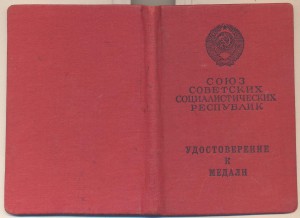 СОЮЗ
СОВЕТСКИХ
СОЦИАЛИСТИЧЕСКИХ
РЕСПУБЛИК
УДОСТОВЕРЕНИЕ
К
МЕДАЛИ